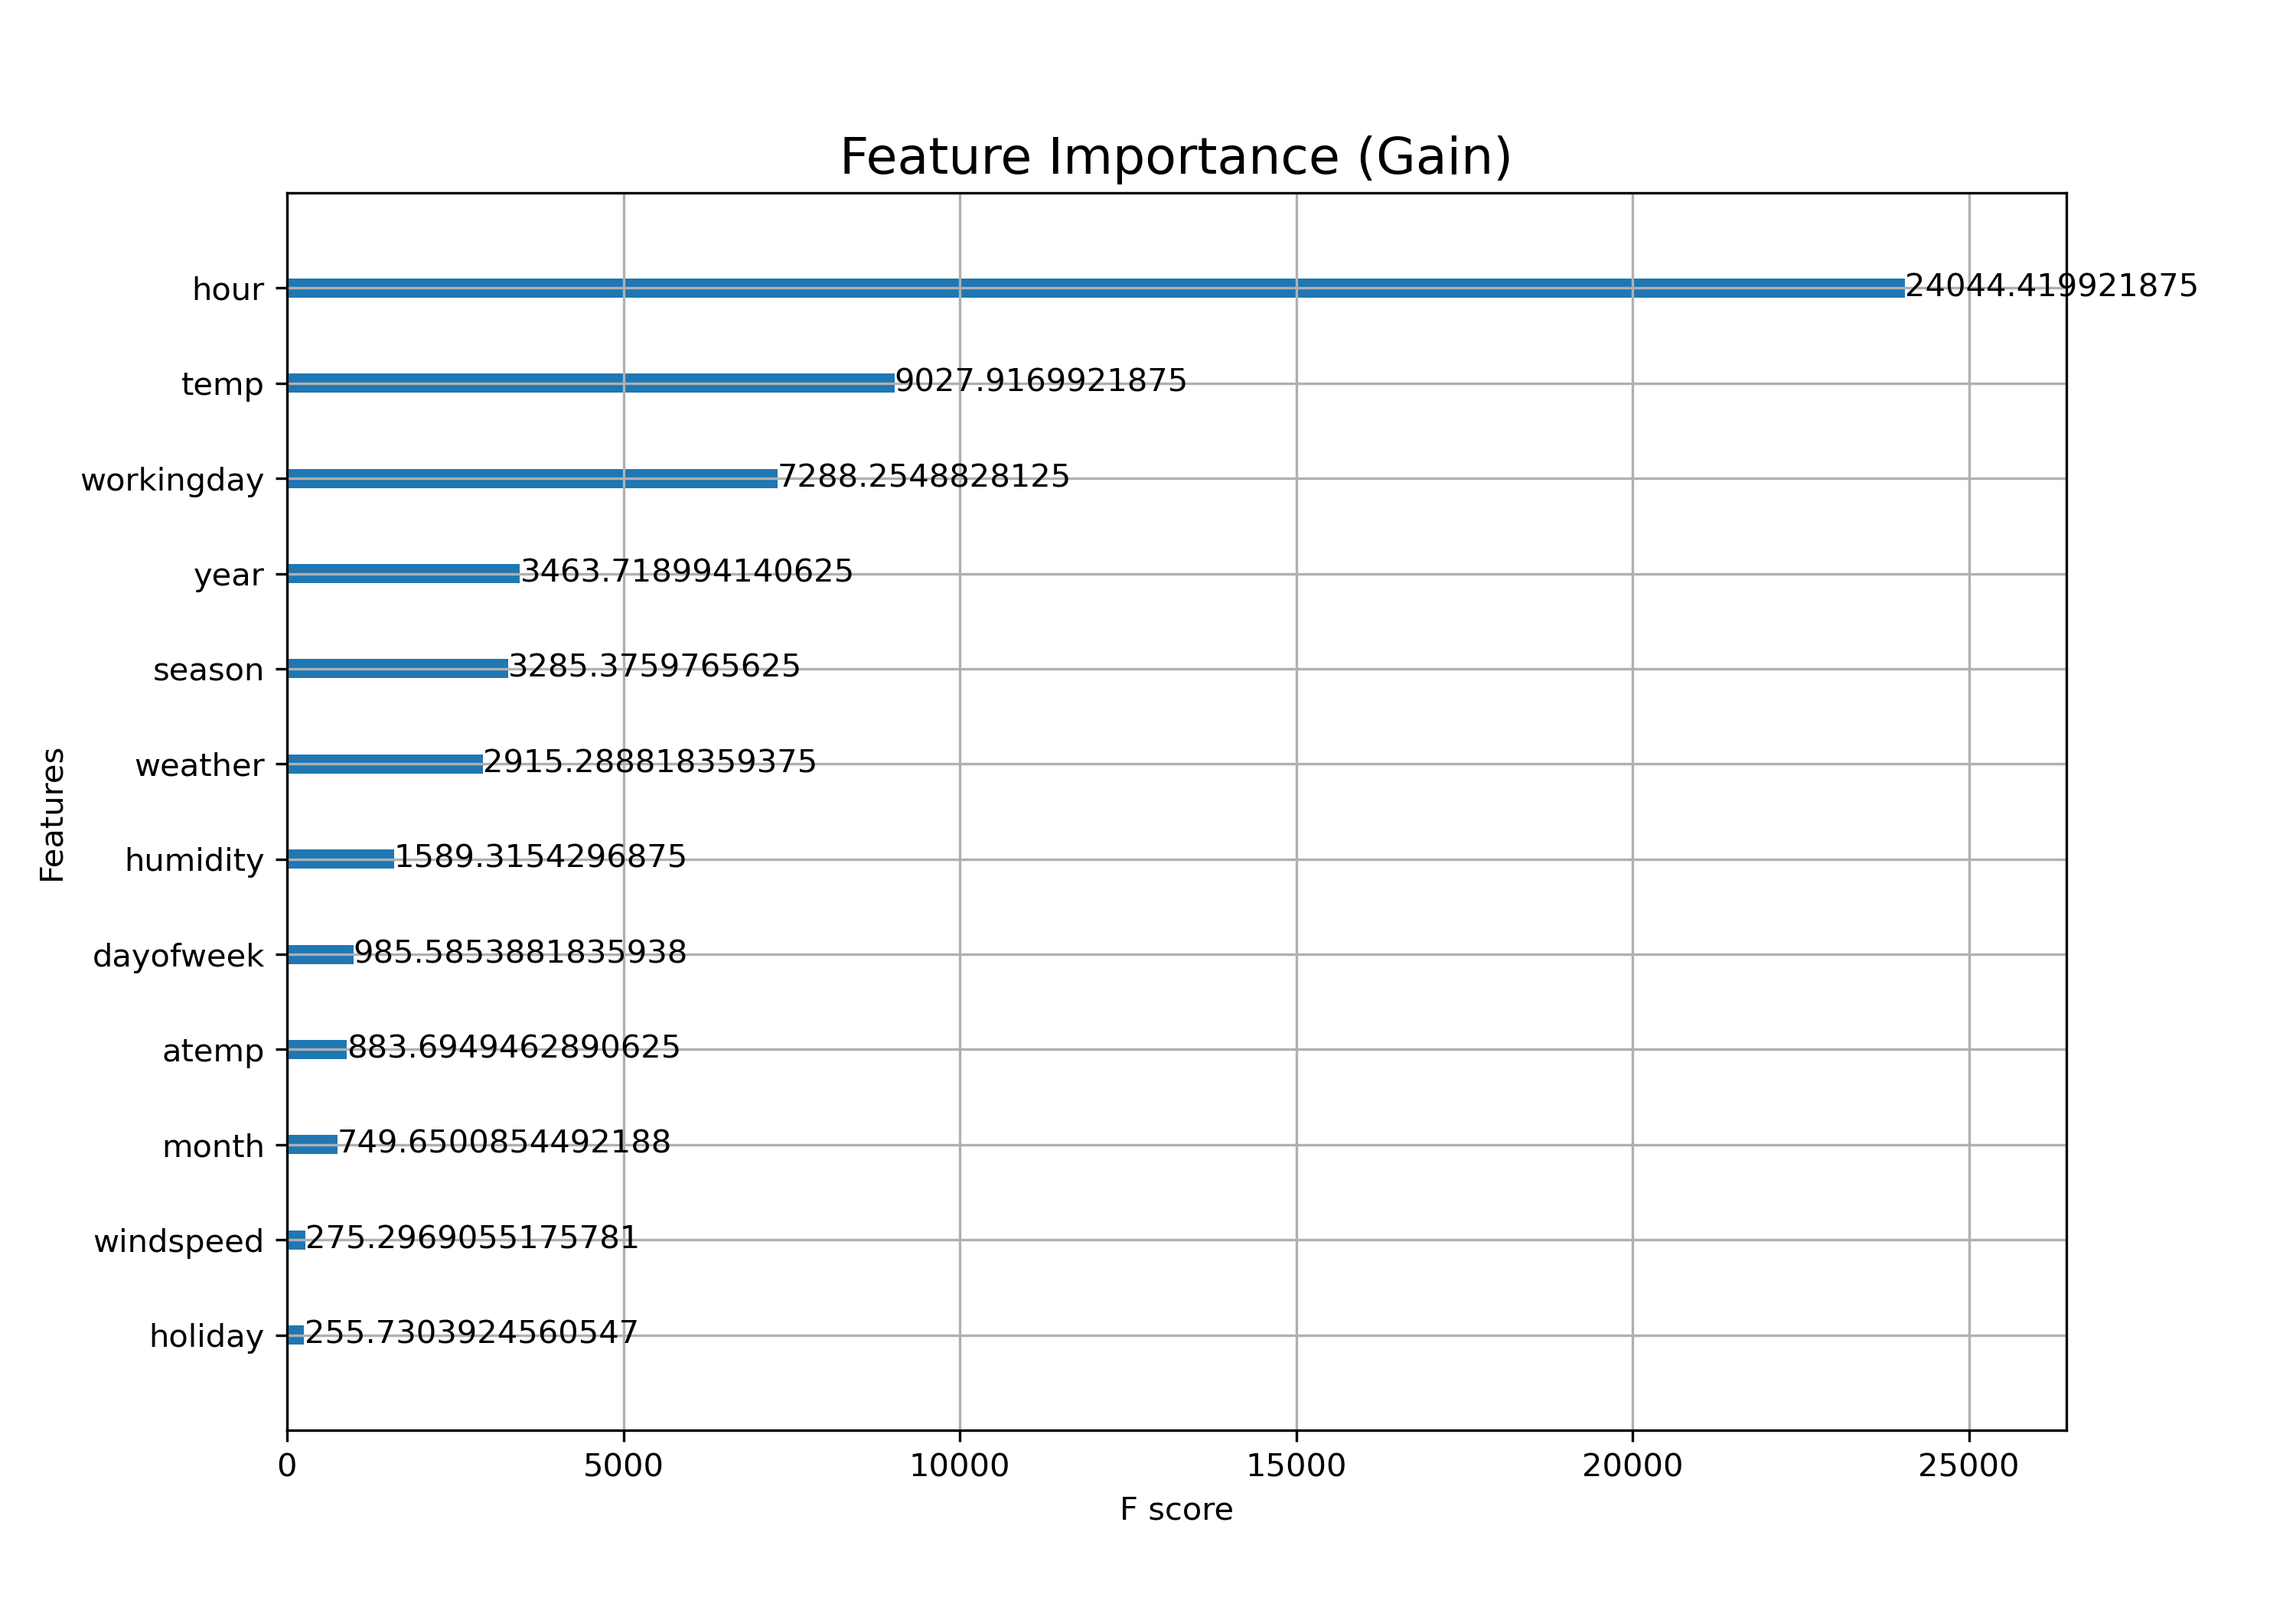 Feature Importance (Gain)
hour 24044.419921875
temp 9027.9169921875
workingday 7288.2548828125
year 3463.718994140625
season 3285.3759765625
weather 2915.288818359375
humidity 1589.3154296875
dayofweek 985.5853881835938
atemp 883.6949462890625
month 749.6500854492188
windspeed 275.2969055175781
holiday 255.7303924560547
Features
0 5000 10000 15000 20000 25000
F score